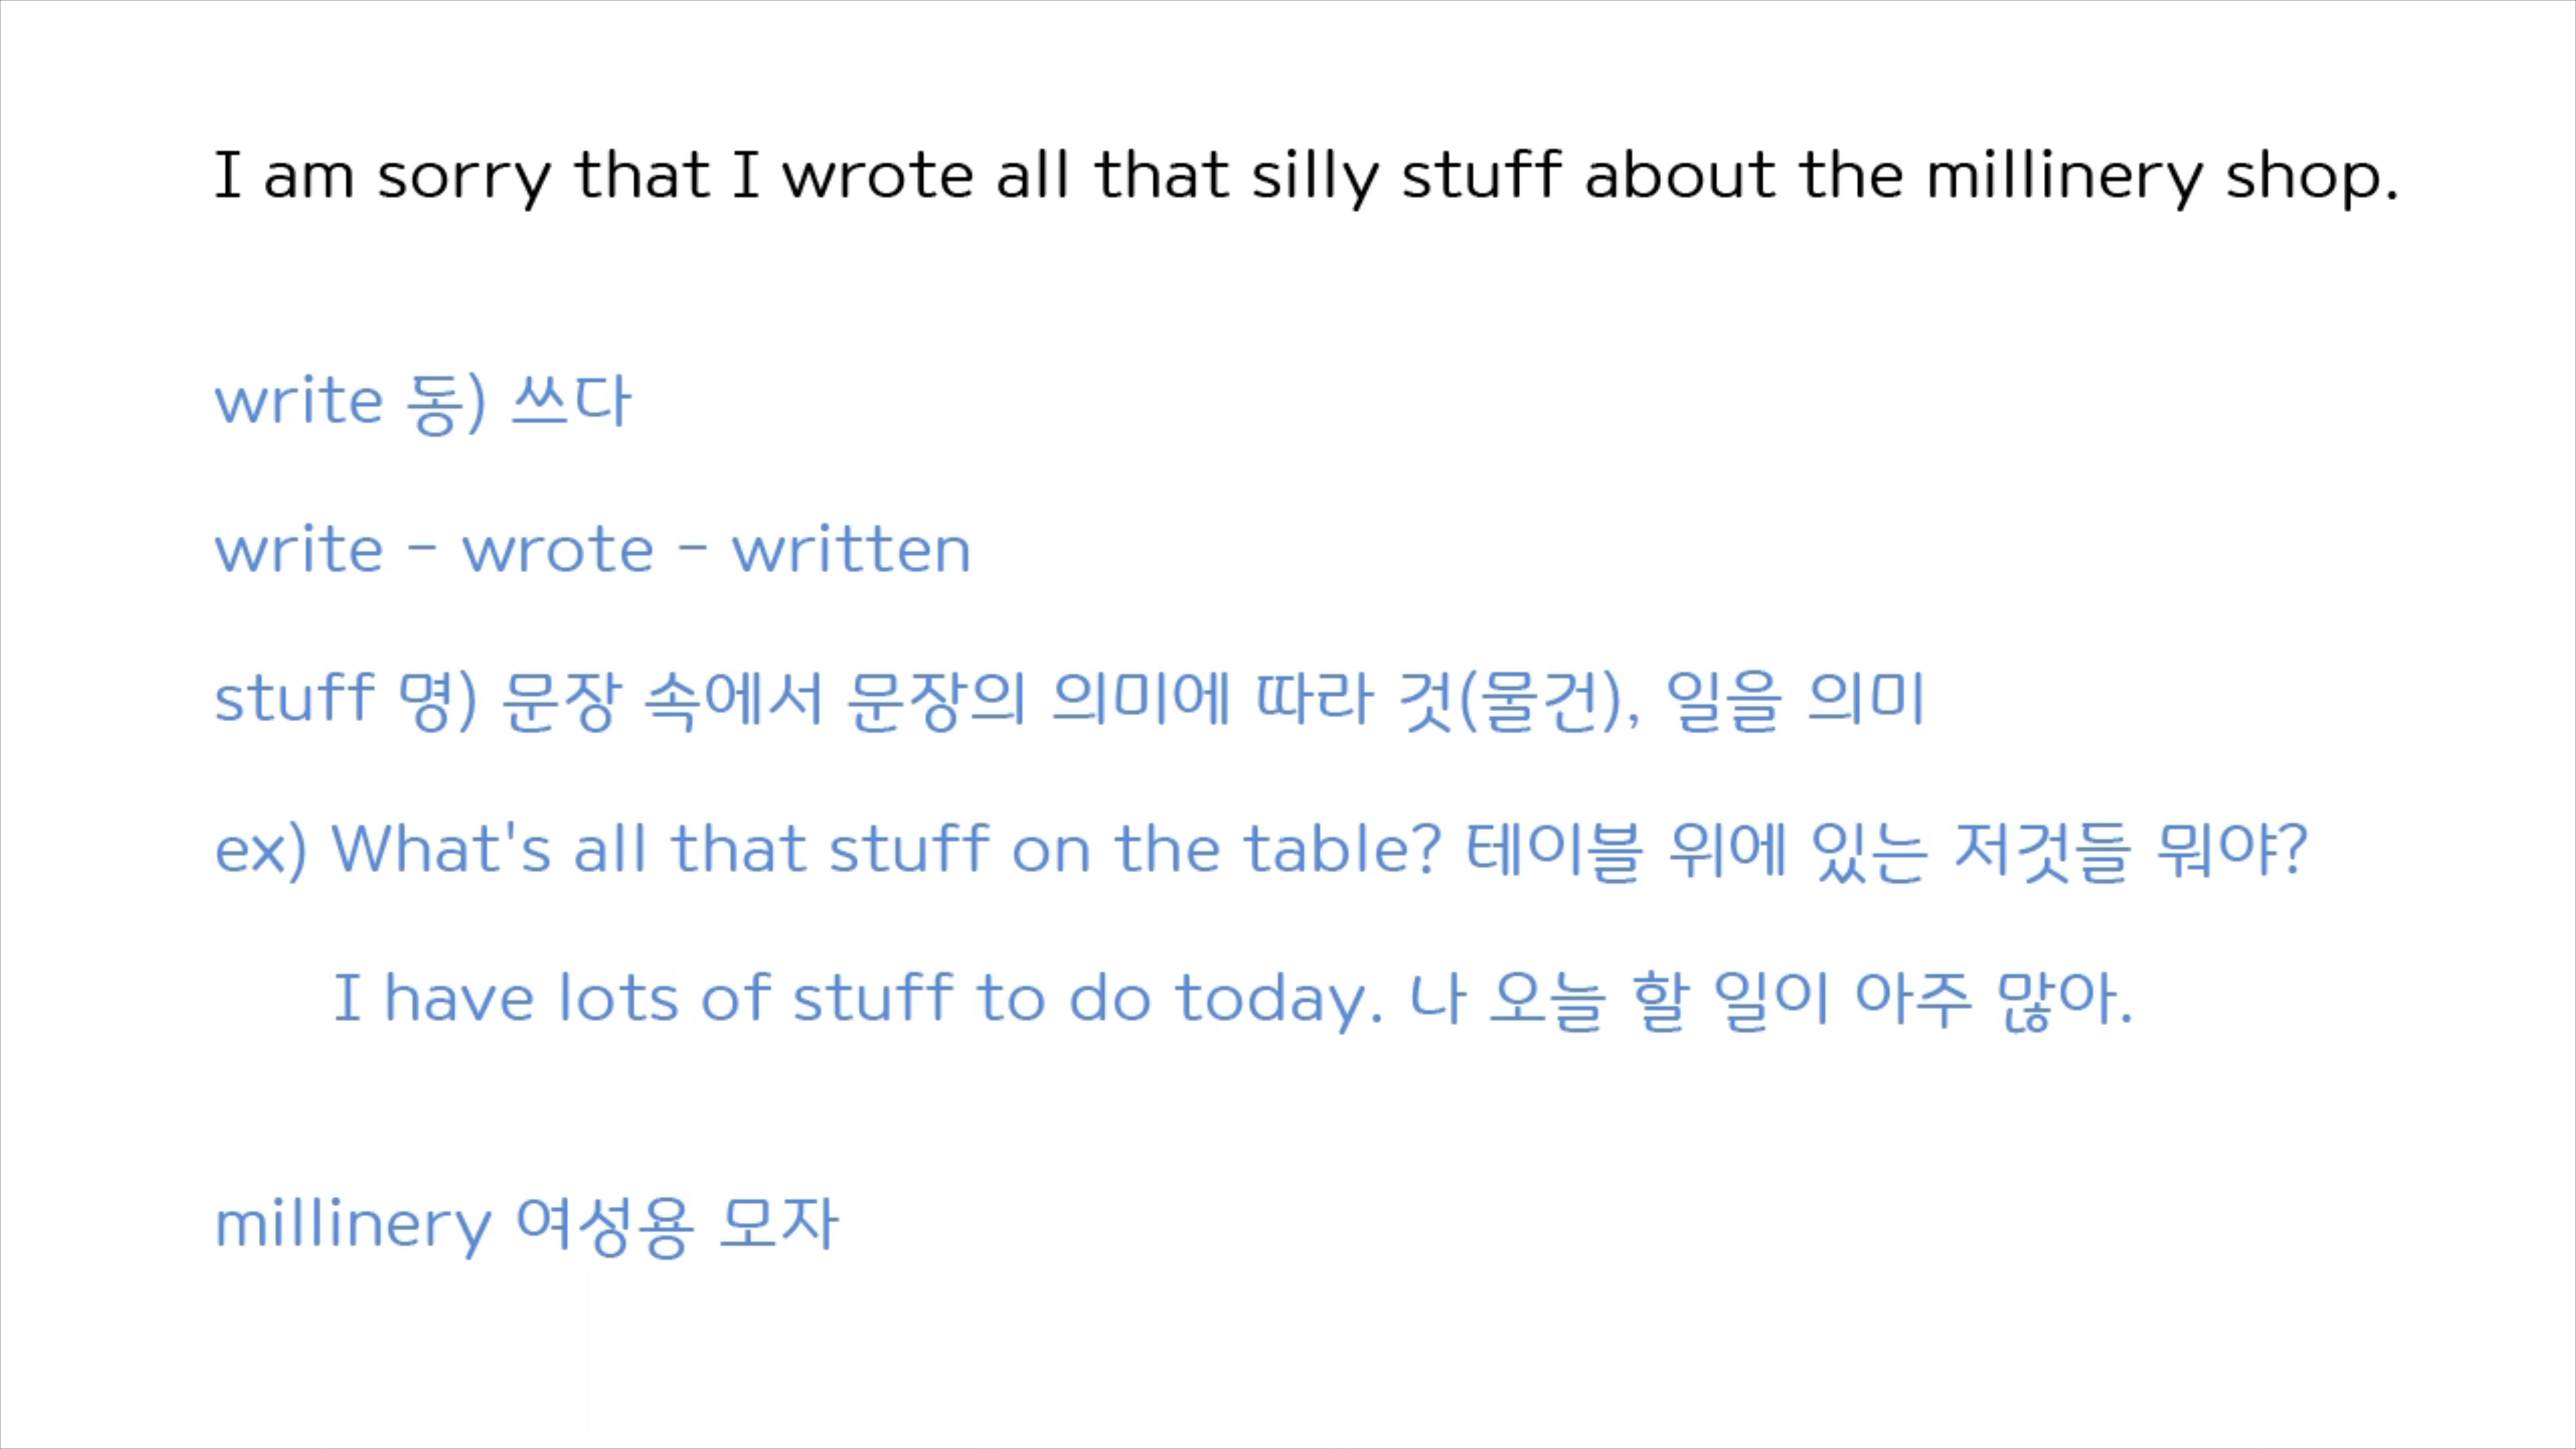 I am sorry that I wrote all that silly stuff about the millinery shop.
write 동) 쓰다
write - wrote - written
stuff 명) 문장 속에서 문장의 의미에 따라 것(물건), 일을 의미
ex) What's all that stuff on the table? 테이블 위에 있는 저것들 뭐야?
I have lots of stuff to do today. 나 오늘 할 일이 아주 많아.
millinery 여성용 모자